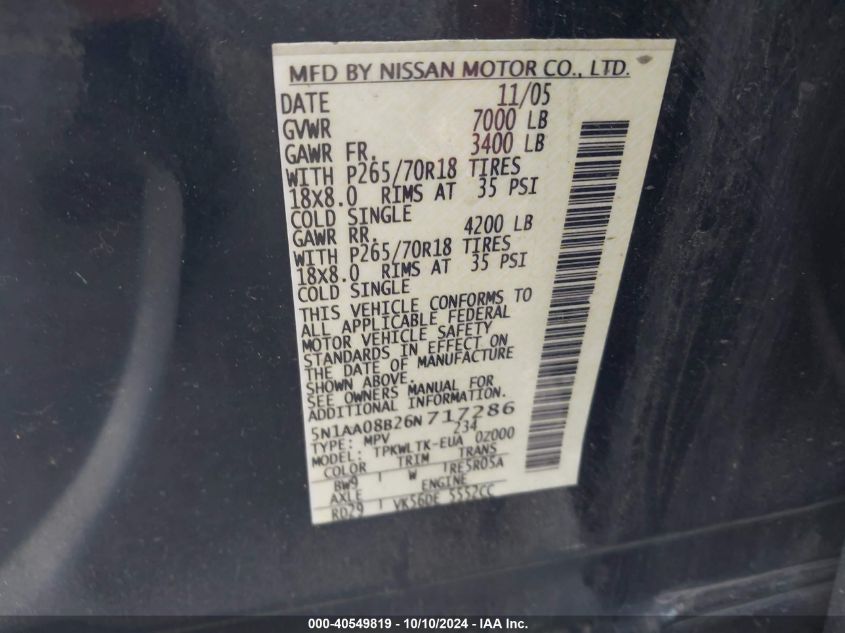 MFD BY NISSAN MOTOR CO., LTD.
DATE 11/05
GVWR 7000 LB
GAWR FR. 3400 LB
WITH P265/70R18 TIRES
18X8.0 RIMS AT 35 PSI
COLD SINGLE
GAWR RR. 4200 LB
WITH P265/70R18 TIRES
18X8.0 RIMS AT 35 PSI
COLD SINGLE
THIS VEHICLE CONFORMS TO
ALL APPLICABLE FEDERAL
MOTOR VEHICLE SAFETY
STANDARDS IN EFFECT ON
THE DATE OF MANUFACTURE
SHOWN ABOVE.
SEE OWNERS MANUAL FOR
ADDITIONAL INFORMATION.
5N1AA08B26N717286
TYPE: MPV 234
MODEL: TPKWLTK-EUA 0Z000
COLOR TRIM TRANS
BW9 W TRE5R05A
AXLE ENGINE
RD29 VK56DE 5552CC
000-40549819 - 10/10/2024 - IAA Inc.